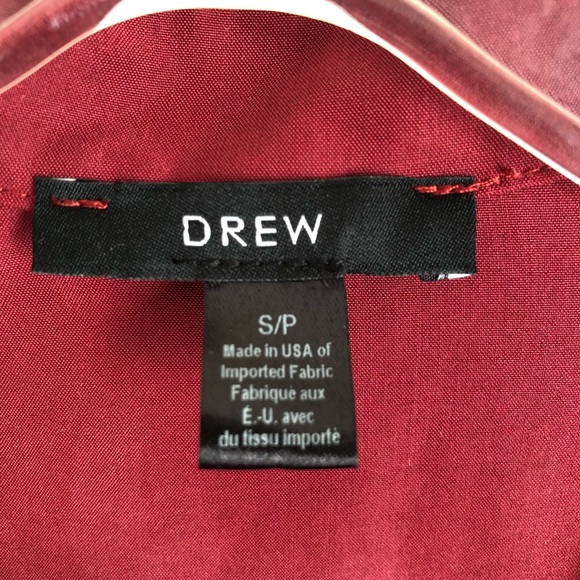 DREW
S/P
Made in USA of
Imported Fabric
Fabriqué aux
É.-U. avec
du tissu importé